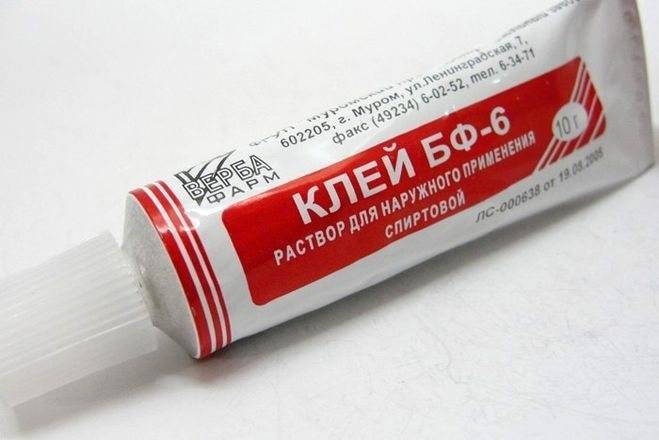 602205, г. Муром, ул.Ленинградская, 7,
факс (49234) 6-02-52, тел. 6-34-71
ВЕРБА
ФАРМ
КЛЕЙ БФ-6
10 г
РАСТВОР ДЛЯ НАРУЖНОГО ПРИМЕНЕНИЯ
СПИРТОВОЙ
ЛС-000638 от 19.08.2005